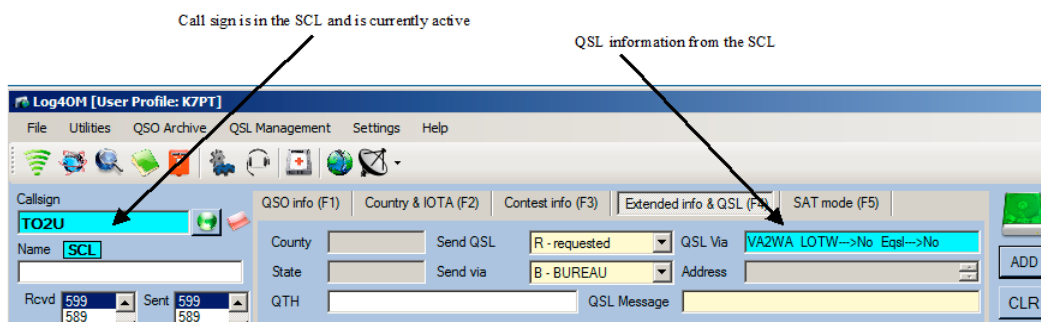 Call sign is in the SCL and is currently active
QSL information from the SCL
Log4OM [User Profile: K7PT]
File Utilities QSO Archive QSL Management Settings Help
Callsign
TO2U
Name SCL
Rcvd 599 Sent 599
589 589
QSO info (F1) Country & IOTA (F2) Contest info (F3) Extended info & QSL (F4) SAT mode (F5)
County Send QSL R - requested QSL Via VA2WA LOTW--->No Eqsl--->No
State Send via B - BUREAU Address
QTH QSL Message
ADD
CLR